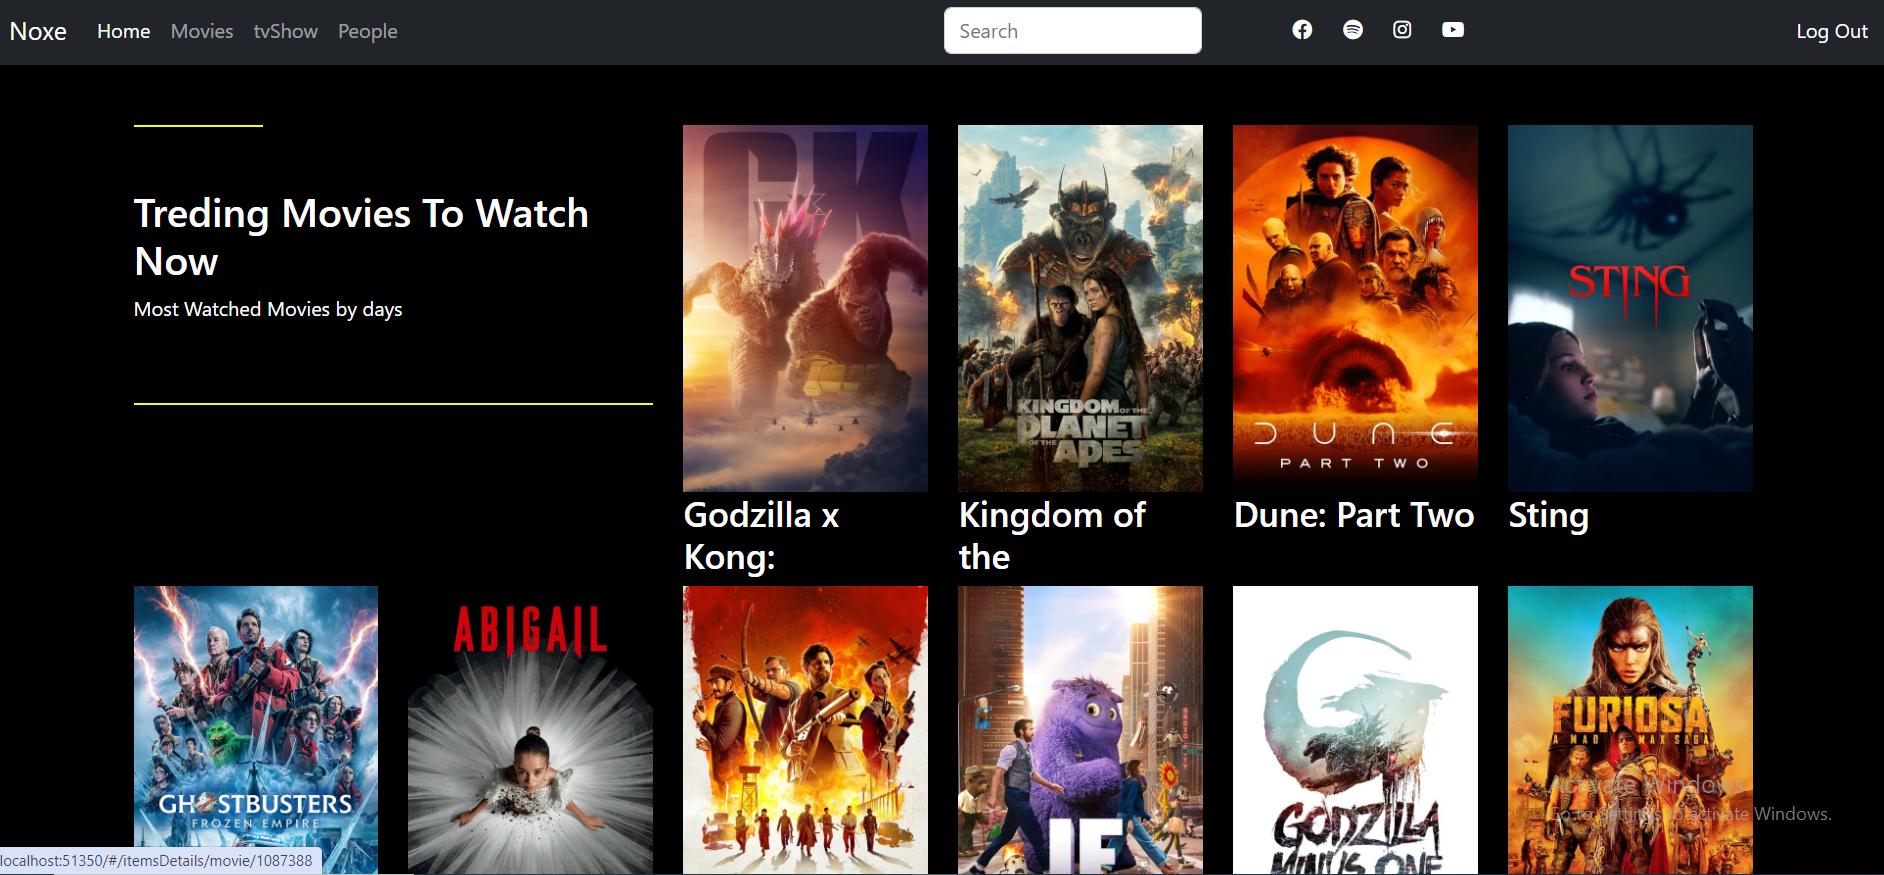 Noxe Home Movies tvShow People Search Log Out
Treding Movies To Watch
Now
Most Watched Movies by days
GK
KINGDOM OF THE
PLANET
OF THE
APES
DUNE
PART TWO
STING
Godzilla x
Kong:
Kingdom of
the
Dune: Part Two
Sting
GHOSTBUSTERS
FROZEN EMPIRE
ABIGAIL
IF
GODZILLA
MINUS ONE
FURIOSA
A MAD MAX SAGA
Activate Windows
Go to Settings to activate Windows.
localhost:51350/#/itemsDetails/movie/1087388